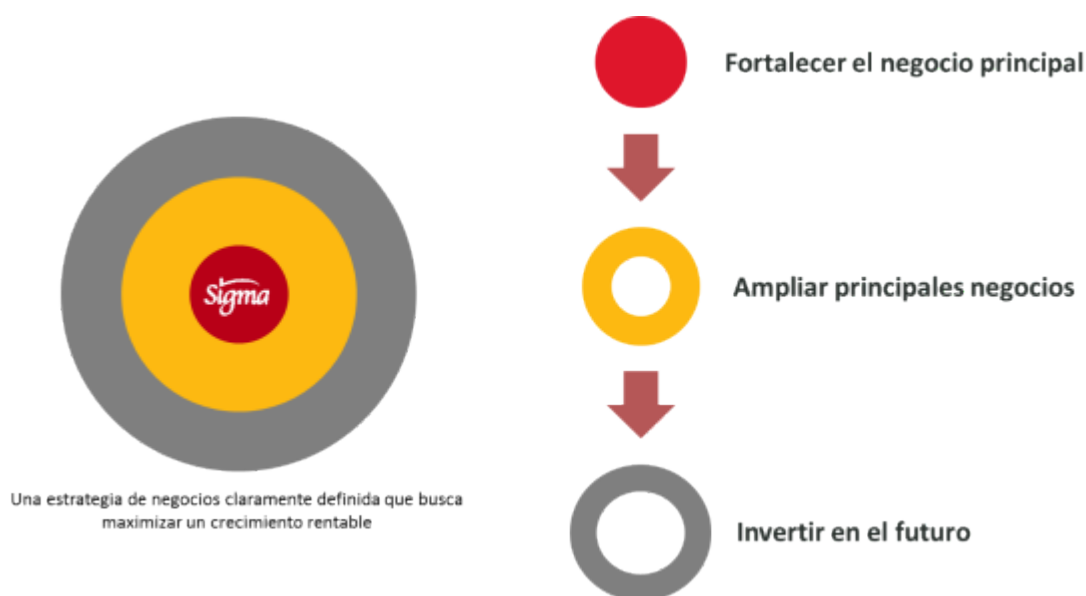 Fortalecer el negocio principal
Sigma
Ampliar principales negocios
Una estrategia de negocios claramente definida que busca
maximizar un crecimiento rentable
Invertir en el futuro